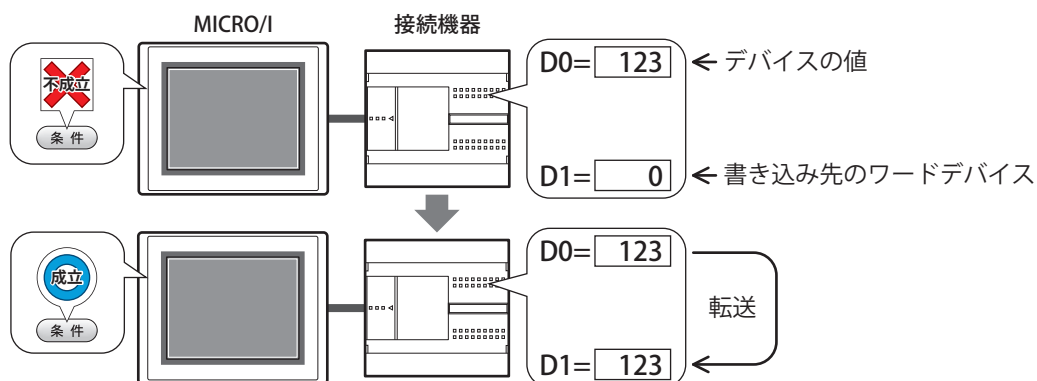 MICRO/I
接続機器
不成立
条件
D0= 123
デバイスの値
D1= 0
書き込み先のワードデバイス
成立
条件
D0= 123
転送
D1= 123